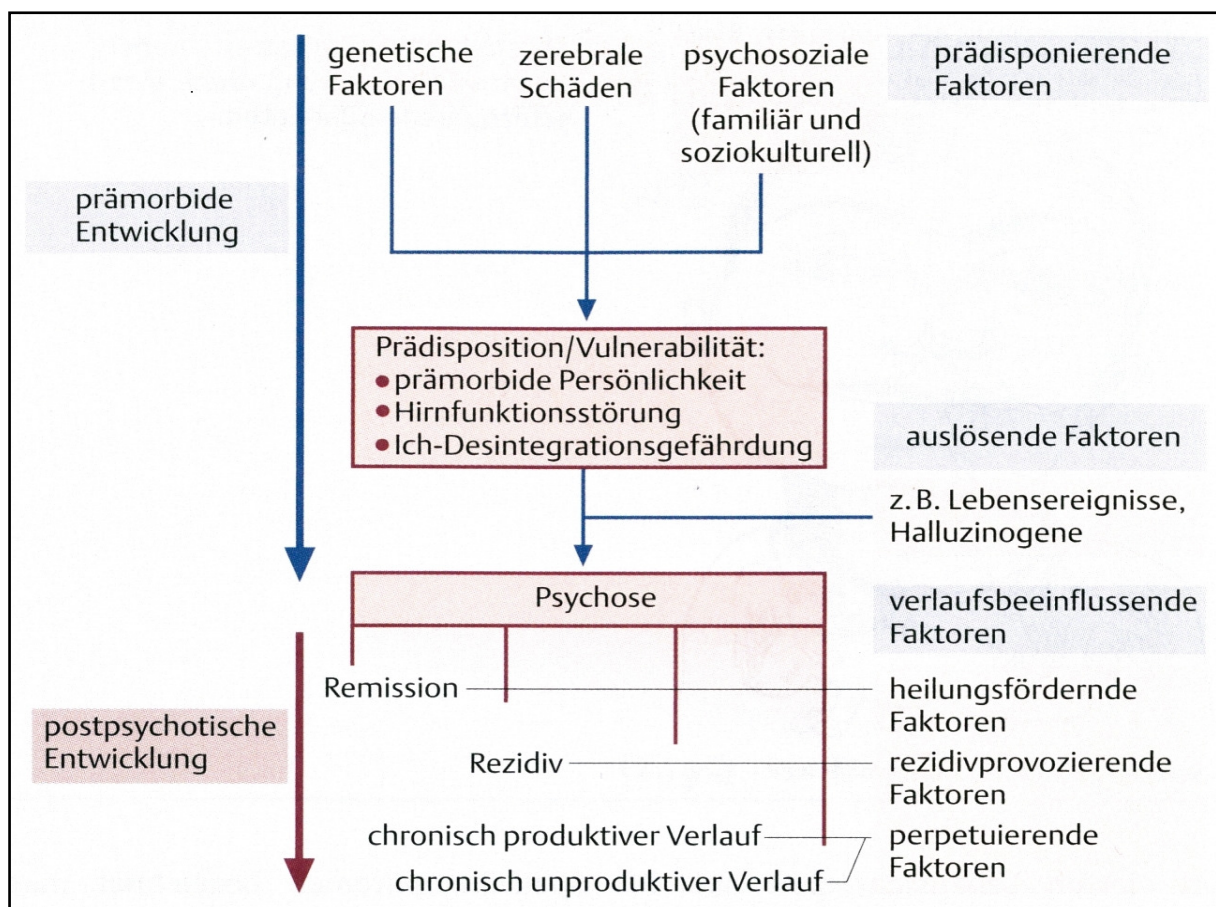 genetische
Faktoren
zerebrale
Schäden
psychosoziale
Faktoren
(familiär und
soziokulturell)
prädisponierende
Faktoren
prämorbide
Entwicklung
Prädisposition/Vulnerabilität:
• prämorbide Persönlichkeit
• Hirnfunktionsstörung
• Ich-Desintegrationsgefährdung
auslösende Faktoren
z. B. Lebensereignisse,
Halluzinogene
Psychose
verlaufsbeeinflussende
Faktoren
postpsychotische
Entwicklung
Remission
heilungsfördernde
Faktoren
Rezidiv
rezidivprovozierende
Faktoren
chronisch produktiver Verlauf
chronisch unproduktiver Verlauf
perpetuierende
Faktoren